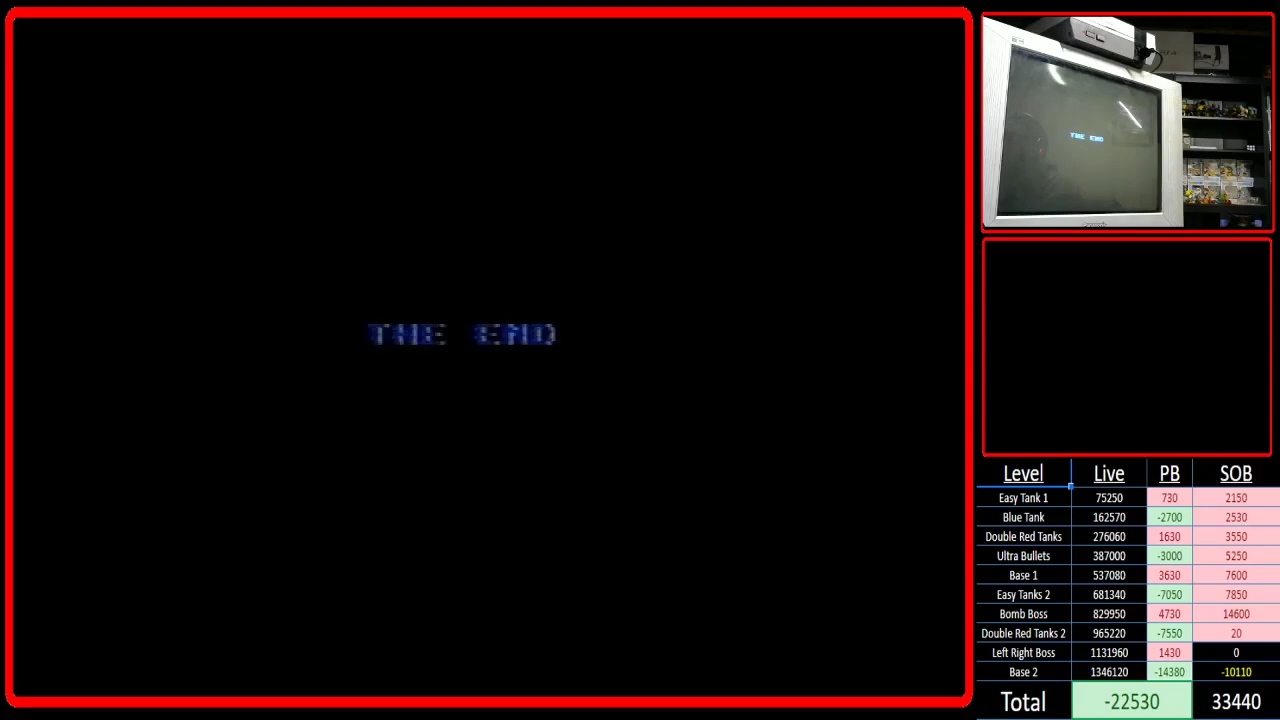 THE END
THE END
Level Live PB SOB
Easy Tank 1 75250 730 2150
Blue Tank 162570 -2700 2530
Double Red Tanks 276060 1630 3550
Ultra Bullets 387000 -3000 5250
Base 1 537080 3630 7600
Easy Tanks 2 681340 -7050 7850
Bomb Boss 829950 4730 14600
Double Red Tanks 2 965220 -7550 20
Left Right Boss 1131960 1430 0
Base 2 1346120 -14380 -10110
Total -22530 33440